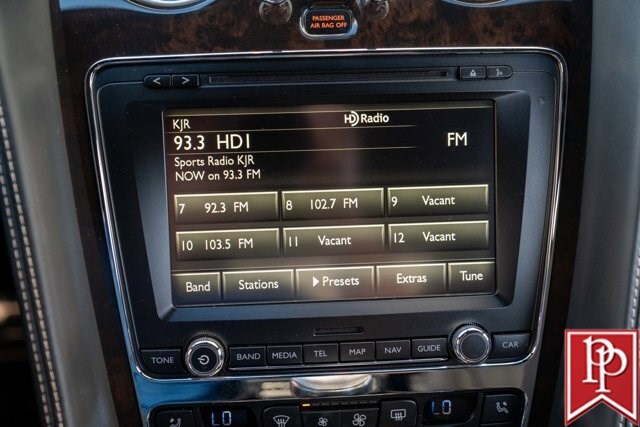 PASSENGER
AIR BAG OFF
KJR
HD Radio
93.3 HD1
FM
Sports Radio KJR
NOW on 93.3 FM
7 92.3 FM
8 102.7 FM
9 Vacant
10 103.5 FM
11 Vacant
12 Vacant
Band
Stations
Presets
Extras
Tune
TONE
BAND
MEDIA
TEL
MAP
NAV
GUIDE
CAR
LO
LO
PP